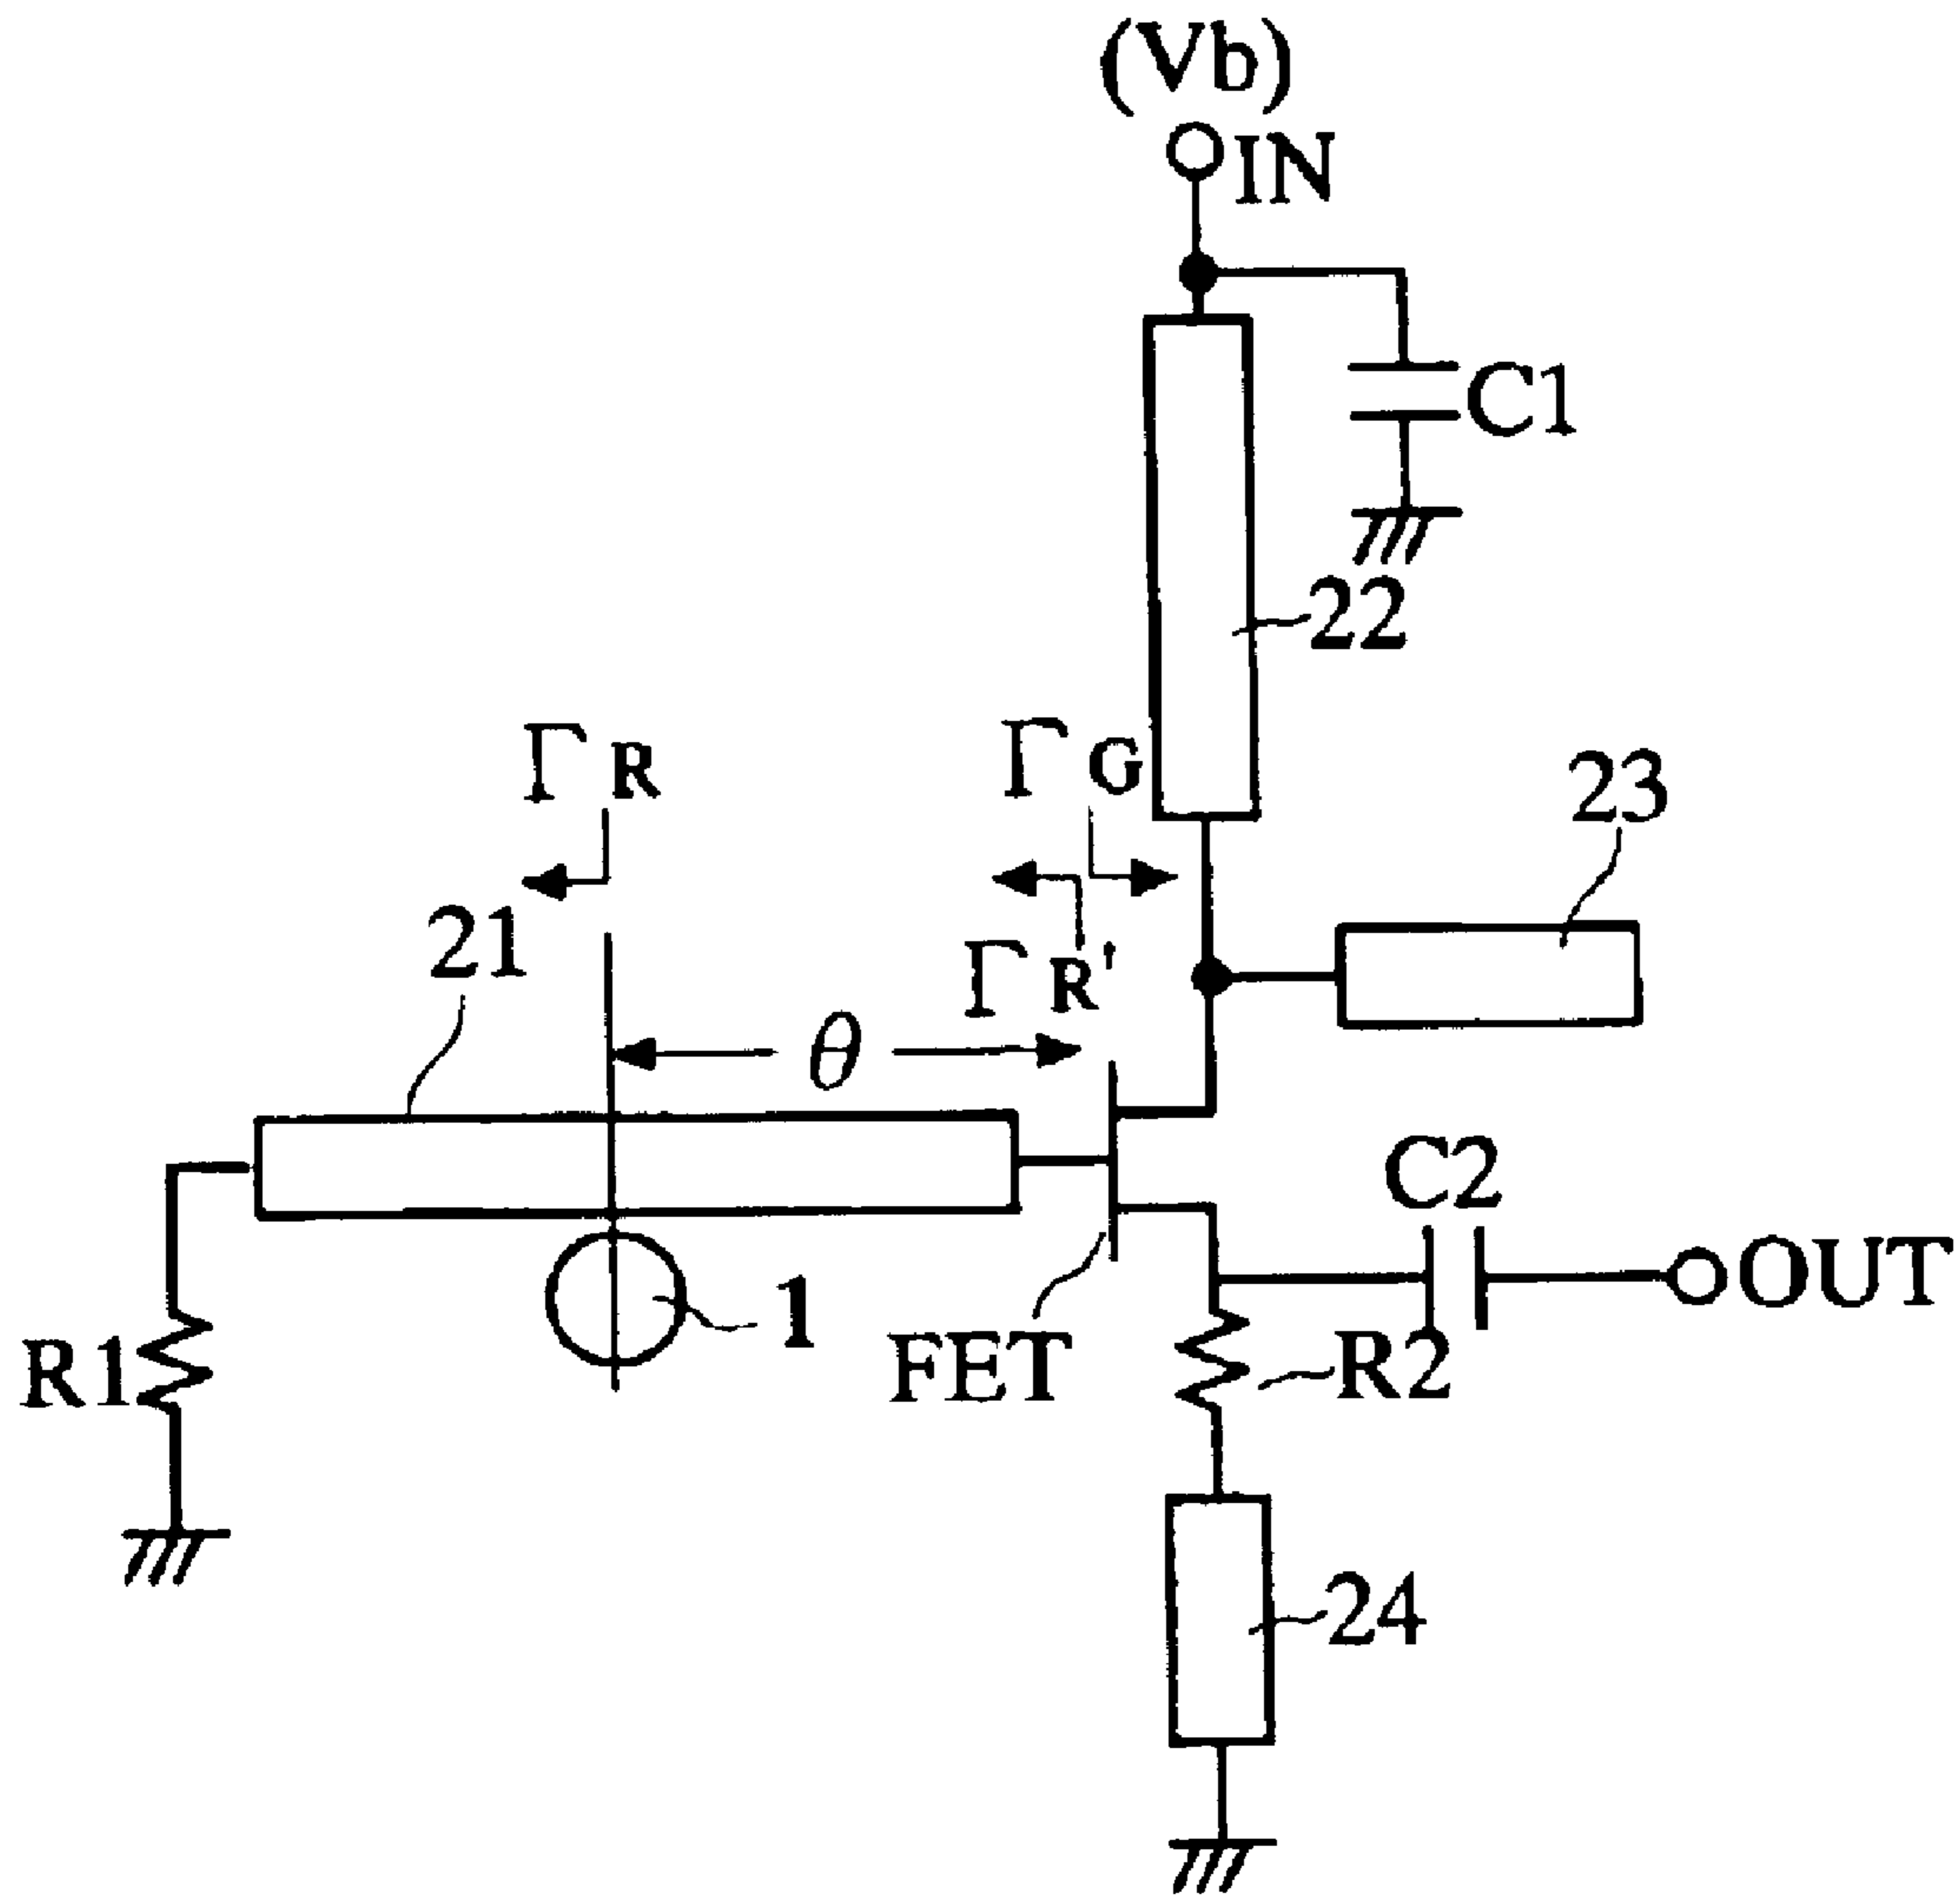 (Vb)
IN
C1
22
ΓR
ΓG
23
21
ΓR'
θ
C2
OUT
1
R1
FET
R2
24